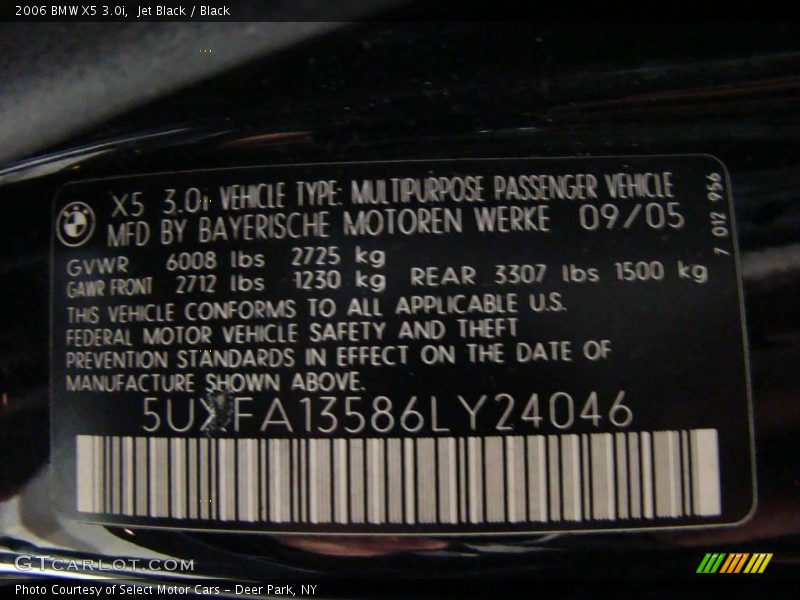 2006 BMW X5 3.0i, Jet Black / Black
X5 3.0i VEHICLE TYPE: MULTIPURPOSE PASSENGER VEHICLE
MFD BY BAYERISCHE MOTOREN WERKE 09/05
7 012 956
GVWR 6008 lbs 2725 kg
GAWR FRONT 2712 lbs 1230 kg REAR 3307 lbs 1500 kg
THIS VEHICLE CONFORMS TO ALL APPLICABLE U.S.
FEDERAL MOTOR VEHICLE SAFETY AND THEFT
PREVENTION STANDARDS IN EFFECT ON THE DATE OF
MANUFACTURE SHOWN ABOVE.
5UXFA13586LY24046
GTCARLOT.COM
Photo Courtesy of Select Motor Cars – Deer Park, NY